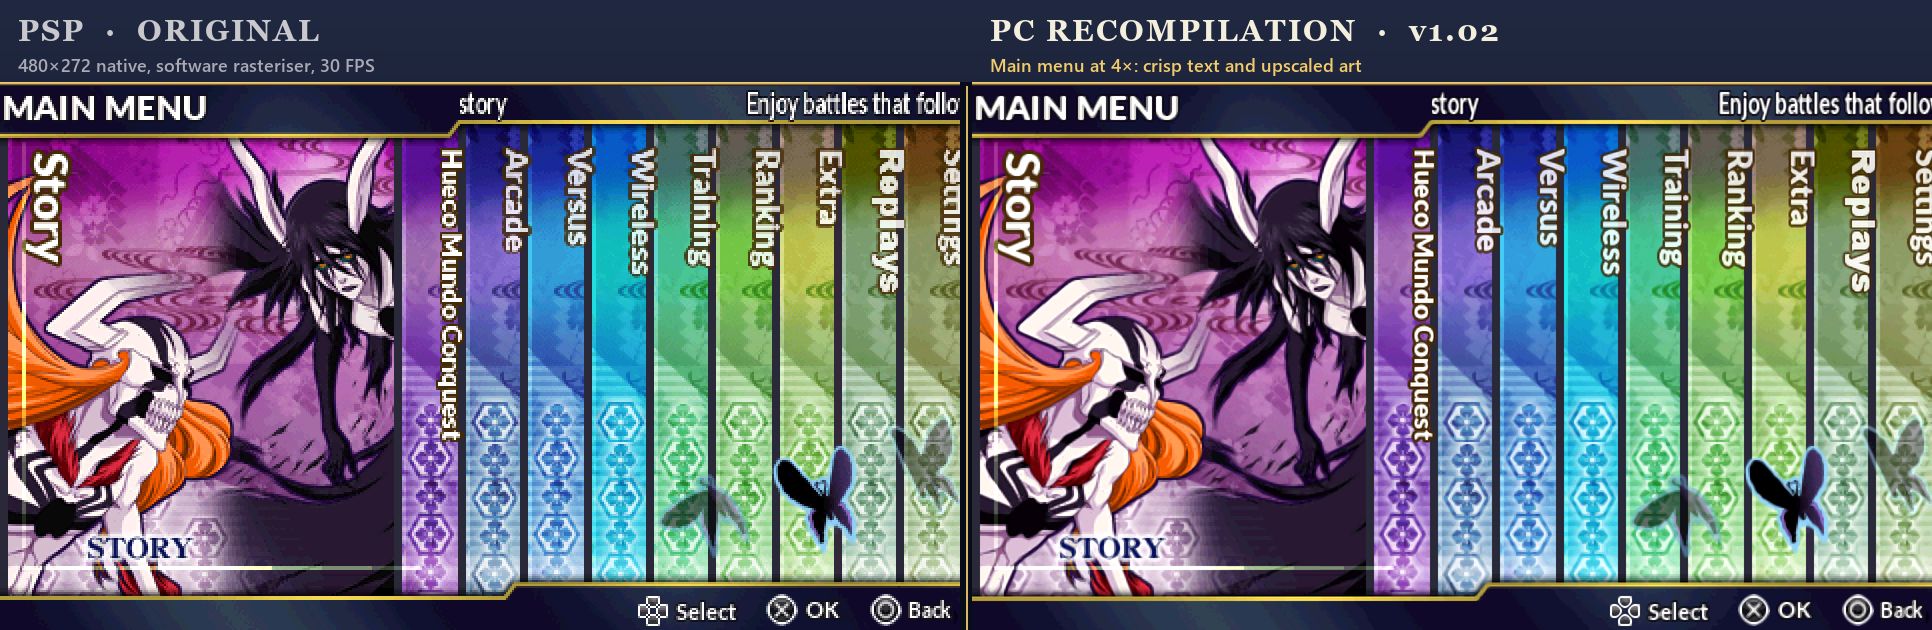 PSP · ORIGINAL
480×272 native, software rasteriser, 30 FPS
MAIN MENU
story
Enjoy battles that follo
Story
Hueco Mundo Conquest
Arcade
Versus
Wireless
Training
Ranking
Extra
Replays
Settings
STORY
Select
OK
Back
PC RECOMPILATION · v1.02
Main menu at 4×: crisp text and upscaled art
MAIN MENU
story
Enjoy battles that follo
Story
Hueco Mundo Conquest
Arcade
Versus
Wireless
Training
Ranking
Extra
Replays
Settings
STORY
Select
OK
Back